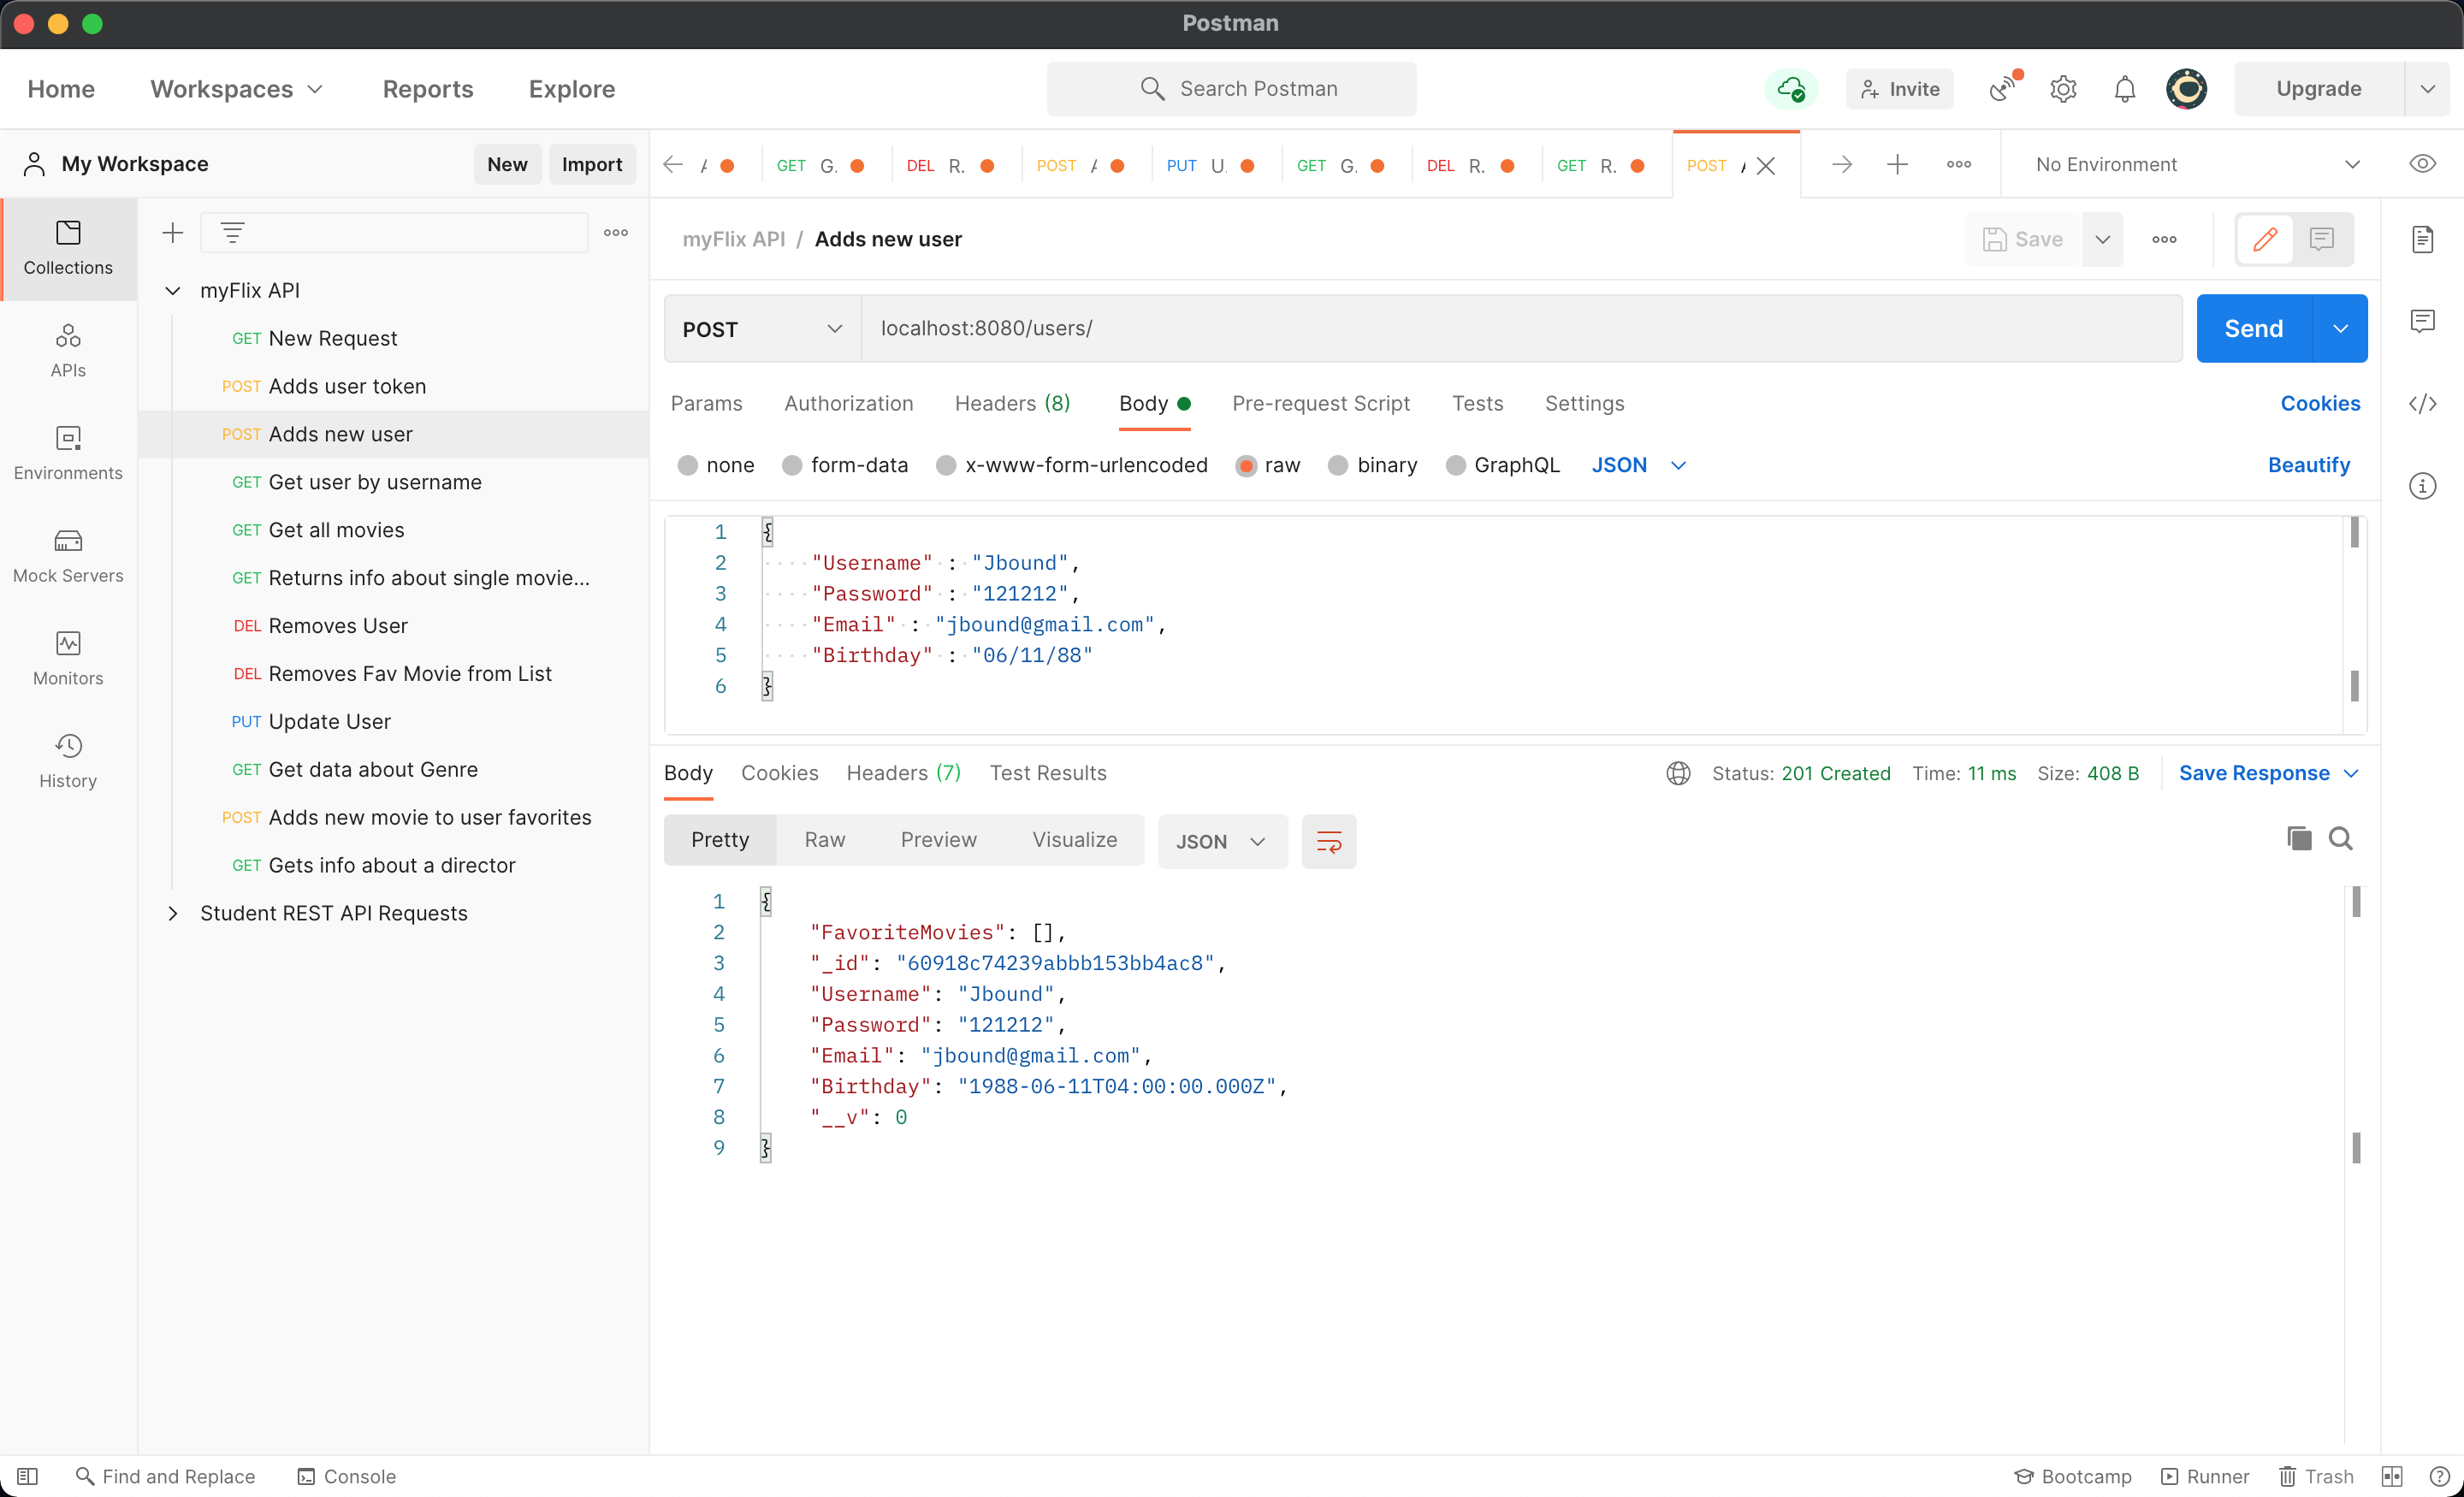 Postman
Home Workspaces Reports Explore Search Postman Invite Upgrade
My Workspace New Import
GET G. DEL R. POST PUT U. GET G. DEL R. GET R. POST No Environment
Collections
APIs
Environments
Mock Servers
Monitors
History
myFlix API
GET New Request
POST Adds user token
POST Adds new user
GET Get user by username
GET Get all movies
GET Returns info about single movie...
DEL Removes User
DEL Removes Fav Movie from List
PUT Update User
GET Get data about Genre
POST Adds new movie to user favorites
GET Gets info about a director
Student REST API Requests
myFlix API / Adds new user Save
POST localhost:8080/users/ Send
Params Authorization Headers (8) Body Pre-request Script Tests Settings Cookies
none form-data x-www-form-urlencoded raw binary GraphQL JSON Beautify
1 {
2 "Username" : "Jbound",
3 "Password" : "121212",
4 "Email" : "jbound@gmail.com",
5 "Birthday" : "06/11/88"
6 }
Body Cookies Headers (7) Test Results Status: 201 Created Time: 11 ms Size: 408 B Save Response
Pretty Raw Preview Visualize JSON
1 {
2 "FavoriteMovies": [],
3 "_id": "60918c74239abbb153bb4ac8",
4 "Username": "Jbound",
5 "Password": "121212",
6 "Email": "jbound@gmail.com",
7 "Birthday": "1988-06-11T04:00:00.000Z",
8 "__v": 0
9 }
Find and Replace Console Bootcamp Runner Trash